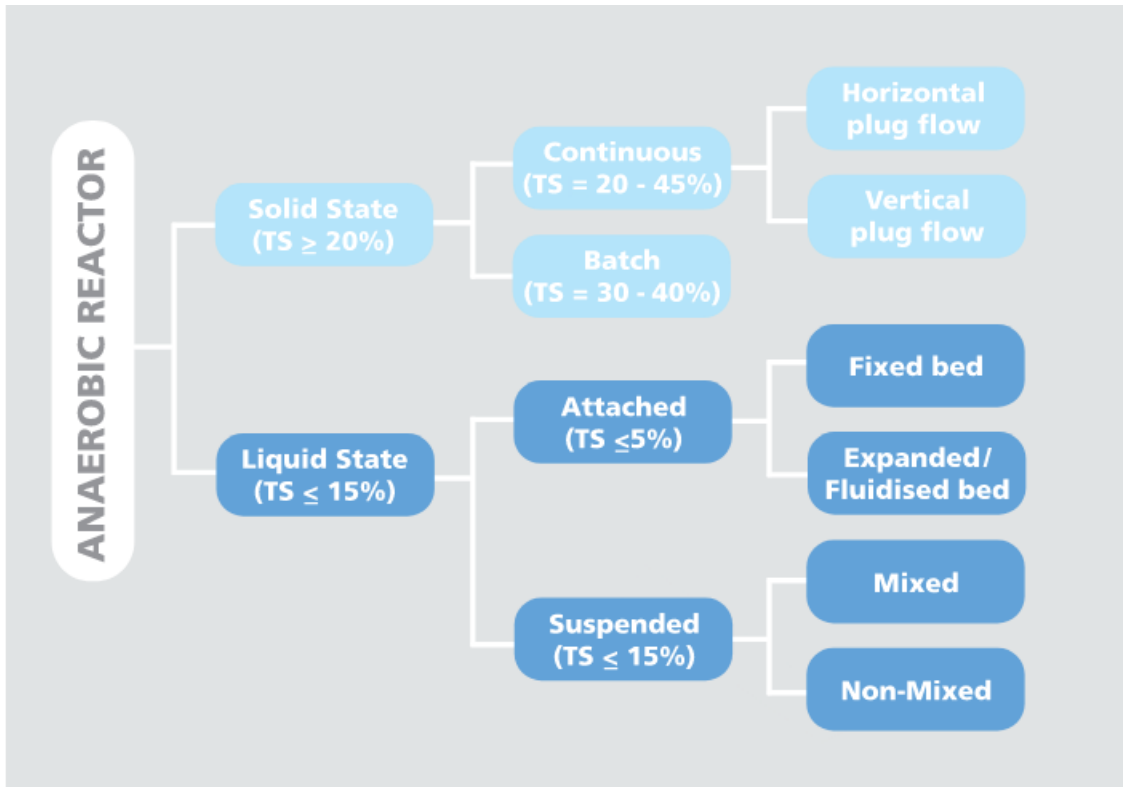 ANAEROBIC REACTOR
Solid State
(TS ≥ 20%)
Continuous
(TS = 20 - 45%)
Horizontal
plug flow
Vertical
plug flow
Batch
(TS = 30 - 40%)
Liquid State
(TS ≤ 15%)
Attached
(TS ≤5%)
Fixed bed
Expanded/
Fluidised bed
Suspended
(TS ≤ 15%)
Mixed
Non-Mixed